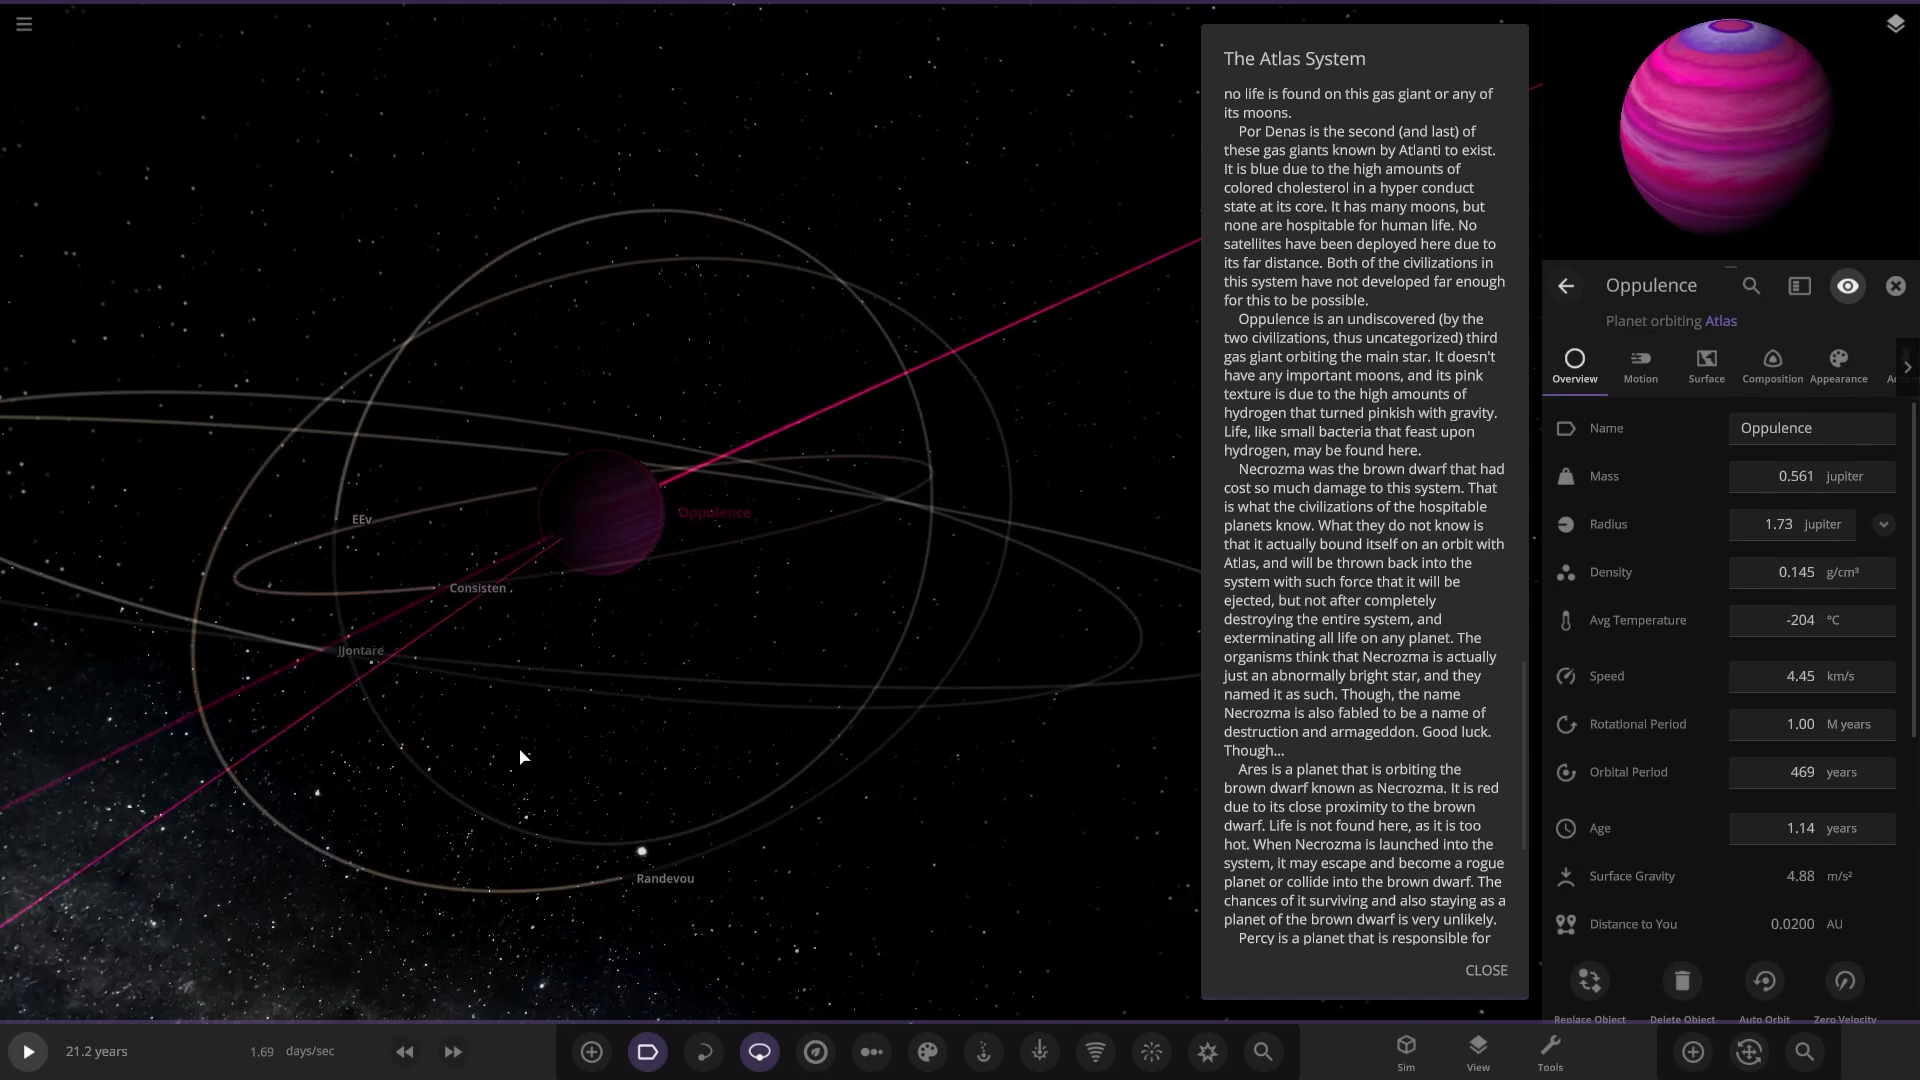 The Atlas System
no life is found on this gas giant or any of
its moons.
Por Denas is the second (and last) of
these gas giants known by Atlanti to exist.
It is blue due to the high amounts of
colored cholesterol in a hyper conduct
state at its core. It has many moons, but
none are hospitable for human life. No
satellites have been deployed here due to
its far distance. Both of the civilizations in
this system have not developed far enough
for this to be possible.
Oppulence is an undiscovered (by the
two civilizations, thus uncategorized) third
gas giant orbiting the main star. It doesn't
have any important moons, and its pink
texture is due to the high amounts of
hydrogen that turned pinkish with gravity.
Life, like small bacteria that feast upon
hydrogen, may be found here.
Necrozma was the brown dwarf that had
cost so much damage to this system. That
is what the civilizations of the hospitable
planets know. What they do not know is
that it actually bound itself on an orbit with
Atlas, and will be thrown back into the
system with such force that it will be
ejected, but not after completely
destroying the entire system, and
exterminating all life on any planet. The
organisms think that Necrozma is actually
just an abnormally bright star, and they
named it as such. Though, the name
Necrozma is also fabled to be a name of
destruction and armageddon. Good luck.
Though...
Ares is a planet that is orbiting the
brown dwarf known as Necrozma. It is red
due to its close proximity to the brown
dwarf. Life is not found here, as it is too
hot. When Necrozma is launched into the
system, it may escape and become a rogue
planet or collide into the brown dwarf. The
chances of it surviving and also staying as a
planet of the brown dwarf is very unlikely.
Percy is a planet that is responsible for
CLOSE
EEv
Oppulence
Consisten
JJontare
Randevou
Oppulence
Planet orbiting Atlas
Overview Motion Surface Composition Appearance
Name Oppulence
Mass 0.561 jupiter
Radius 1.73 jupiter
Density 0.145 g/cm³
Avg Temperature -204 °C
Speed 4.45 km/s
Rotational Period 1.00 M years
Orbital Period 469 years
Age 1.14 years
Surface Gravity 4.88 m/s²
Distance to You 0.0200 AU
Replace Object Delete Object Auto Orbit Zero Velocity
21.2 years 1.69 days/sec
Sim View Tools